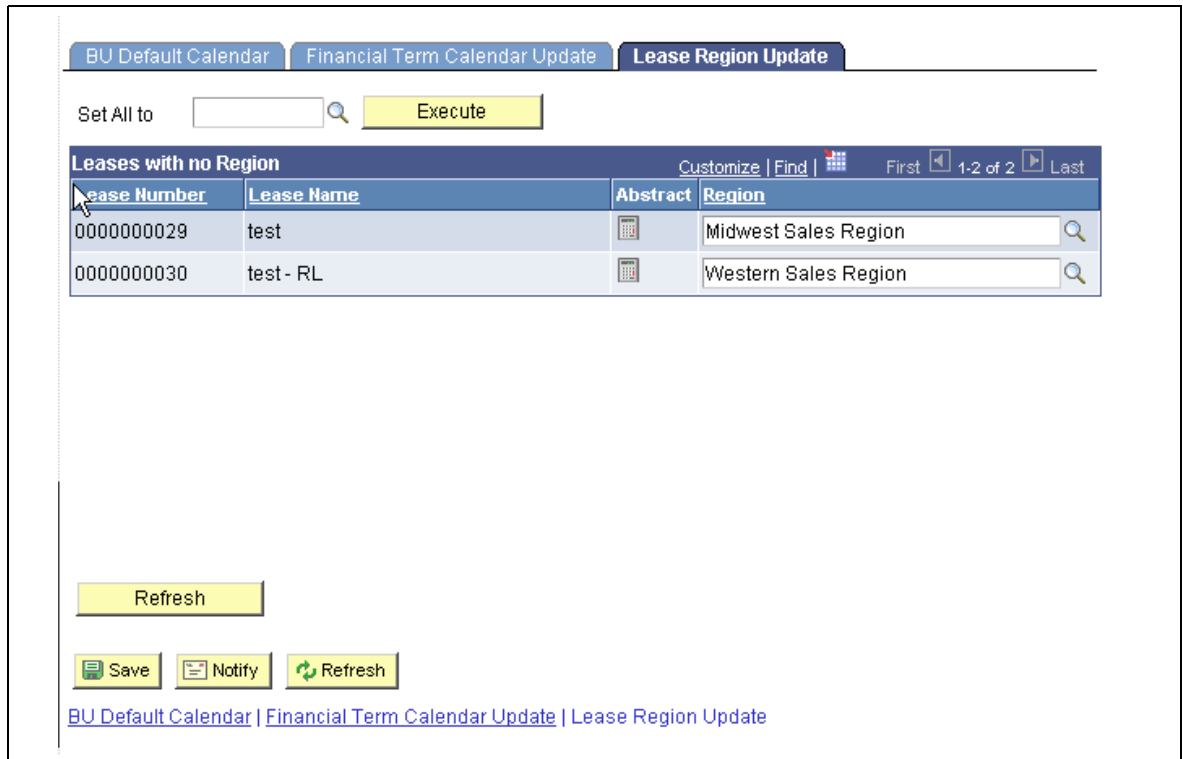 BU Default Calendar Financial Term Calendar Update Lease Region Update
Set All to Execute
Leases with no Region Customize | Find | First 1-2 of 2 Last
Lease Number Lease Name Abstract Region
0000000029 test Midwest Sales Region
0000000030 test - RL Western Sales Region
Refresh
Save Notify Refresh
BU Default Calendar | Financial Term Calendar Update | Lease Region Update